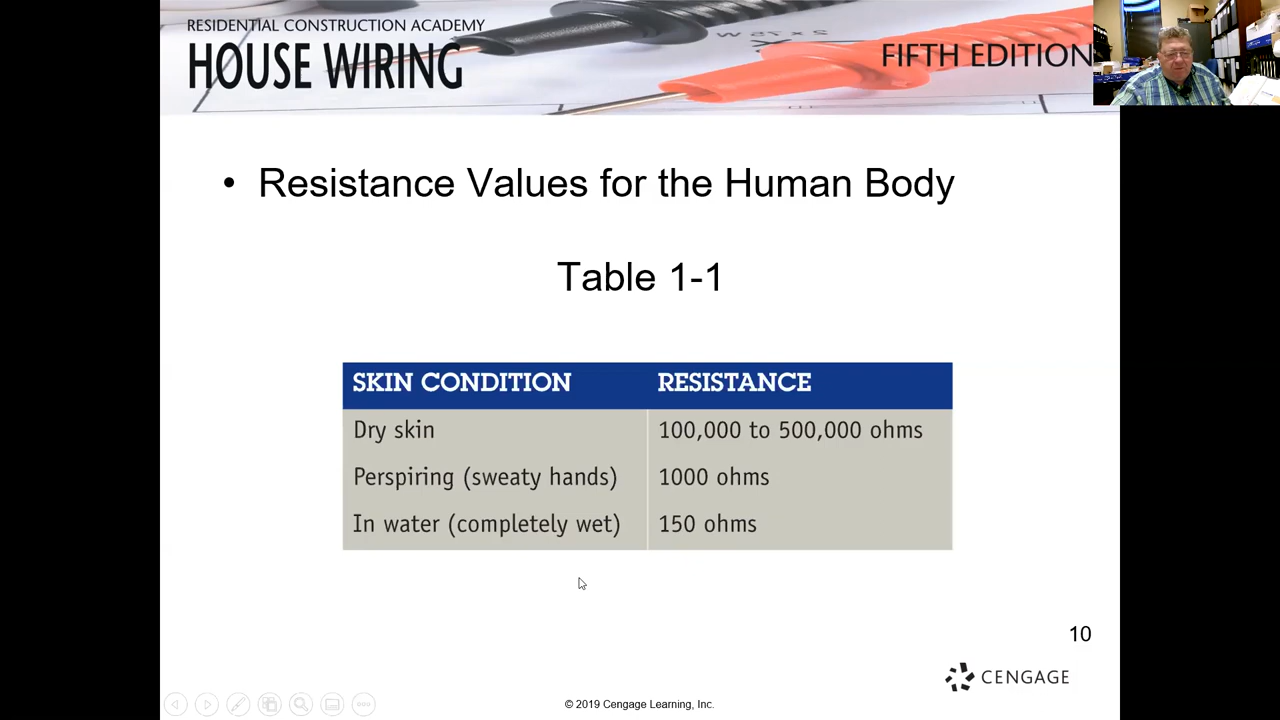 RESIDENTIAL CONSTRUCTION ACADEMY
HOUSE WIRING
FIFTH EDITION
• Resistance Values for the Human Body
Table 1-1
SKIN CONDITION RESISTANCE
Dry skin 100,000 to 500,000 ohms
Perspiring (sweaty hands) 1000 ohms
In water (completely wet) 150 ohms
10
CENGAGE
© 2019 Cengage Learning, Inc.